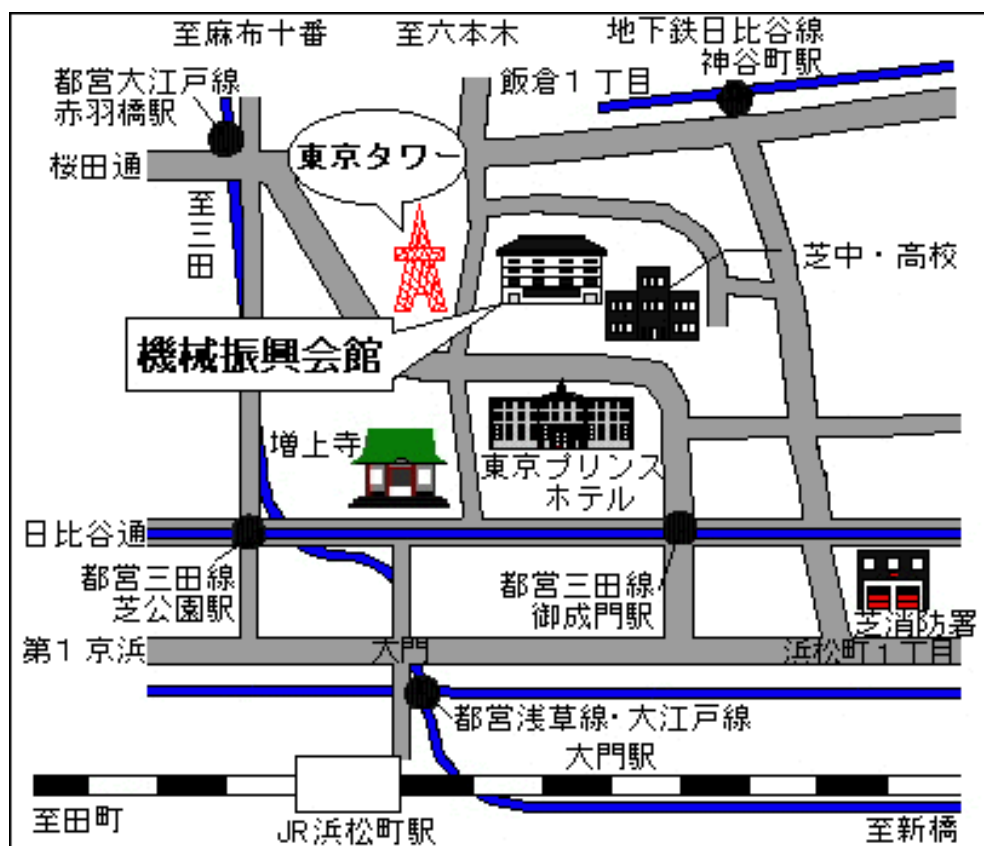 至麻布十番
至六本木
地下鉄日比谷線
神谷町駅
都営大江戸線
赤羽橋駅
飯倉1丁目
桜田通
東京タワー
至三田
芝中・高校
機械振興会館
増上寺
東京プリンス
ホテル
日比谷通
都営三田線
芝公園駅
都営三田線
御成門駅
芝消防署
第1京浜
大門
浜松町1丁目
都営浅草線・大江戸線
大門駅
至田町
JR浜松町駅
至新橋